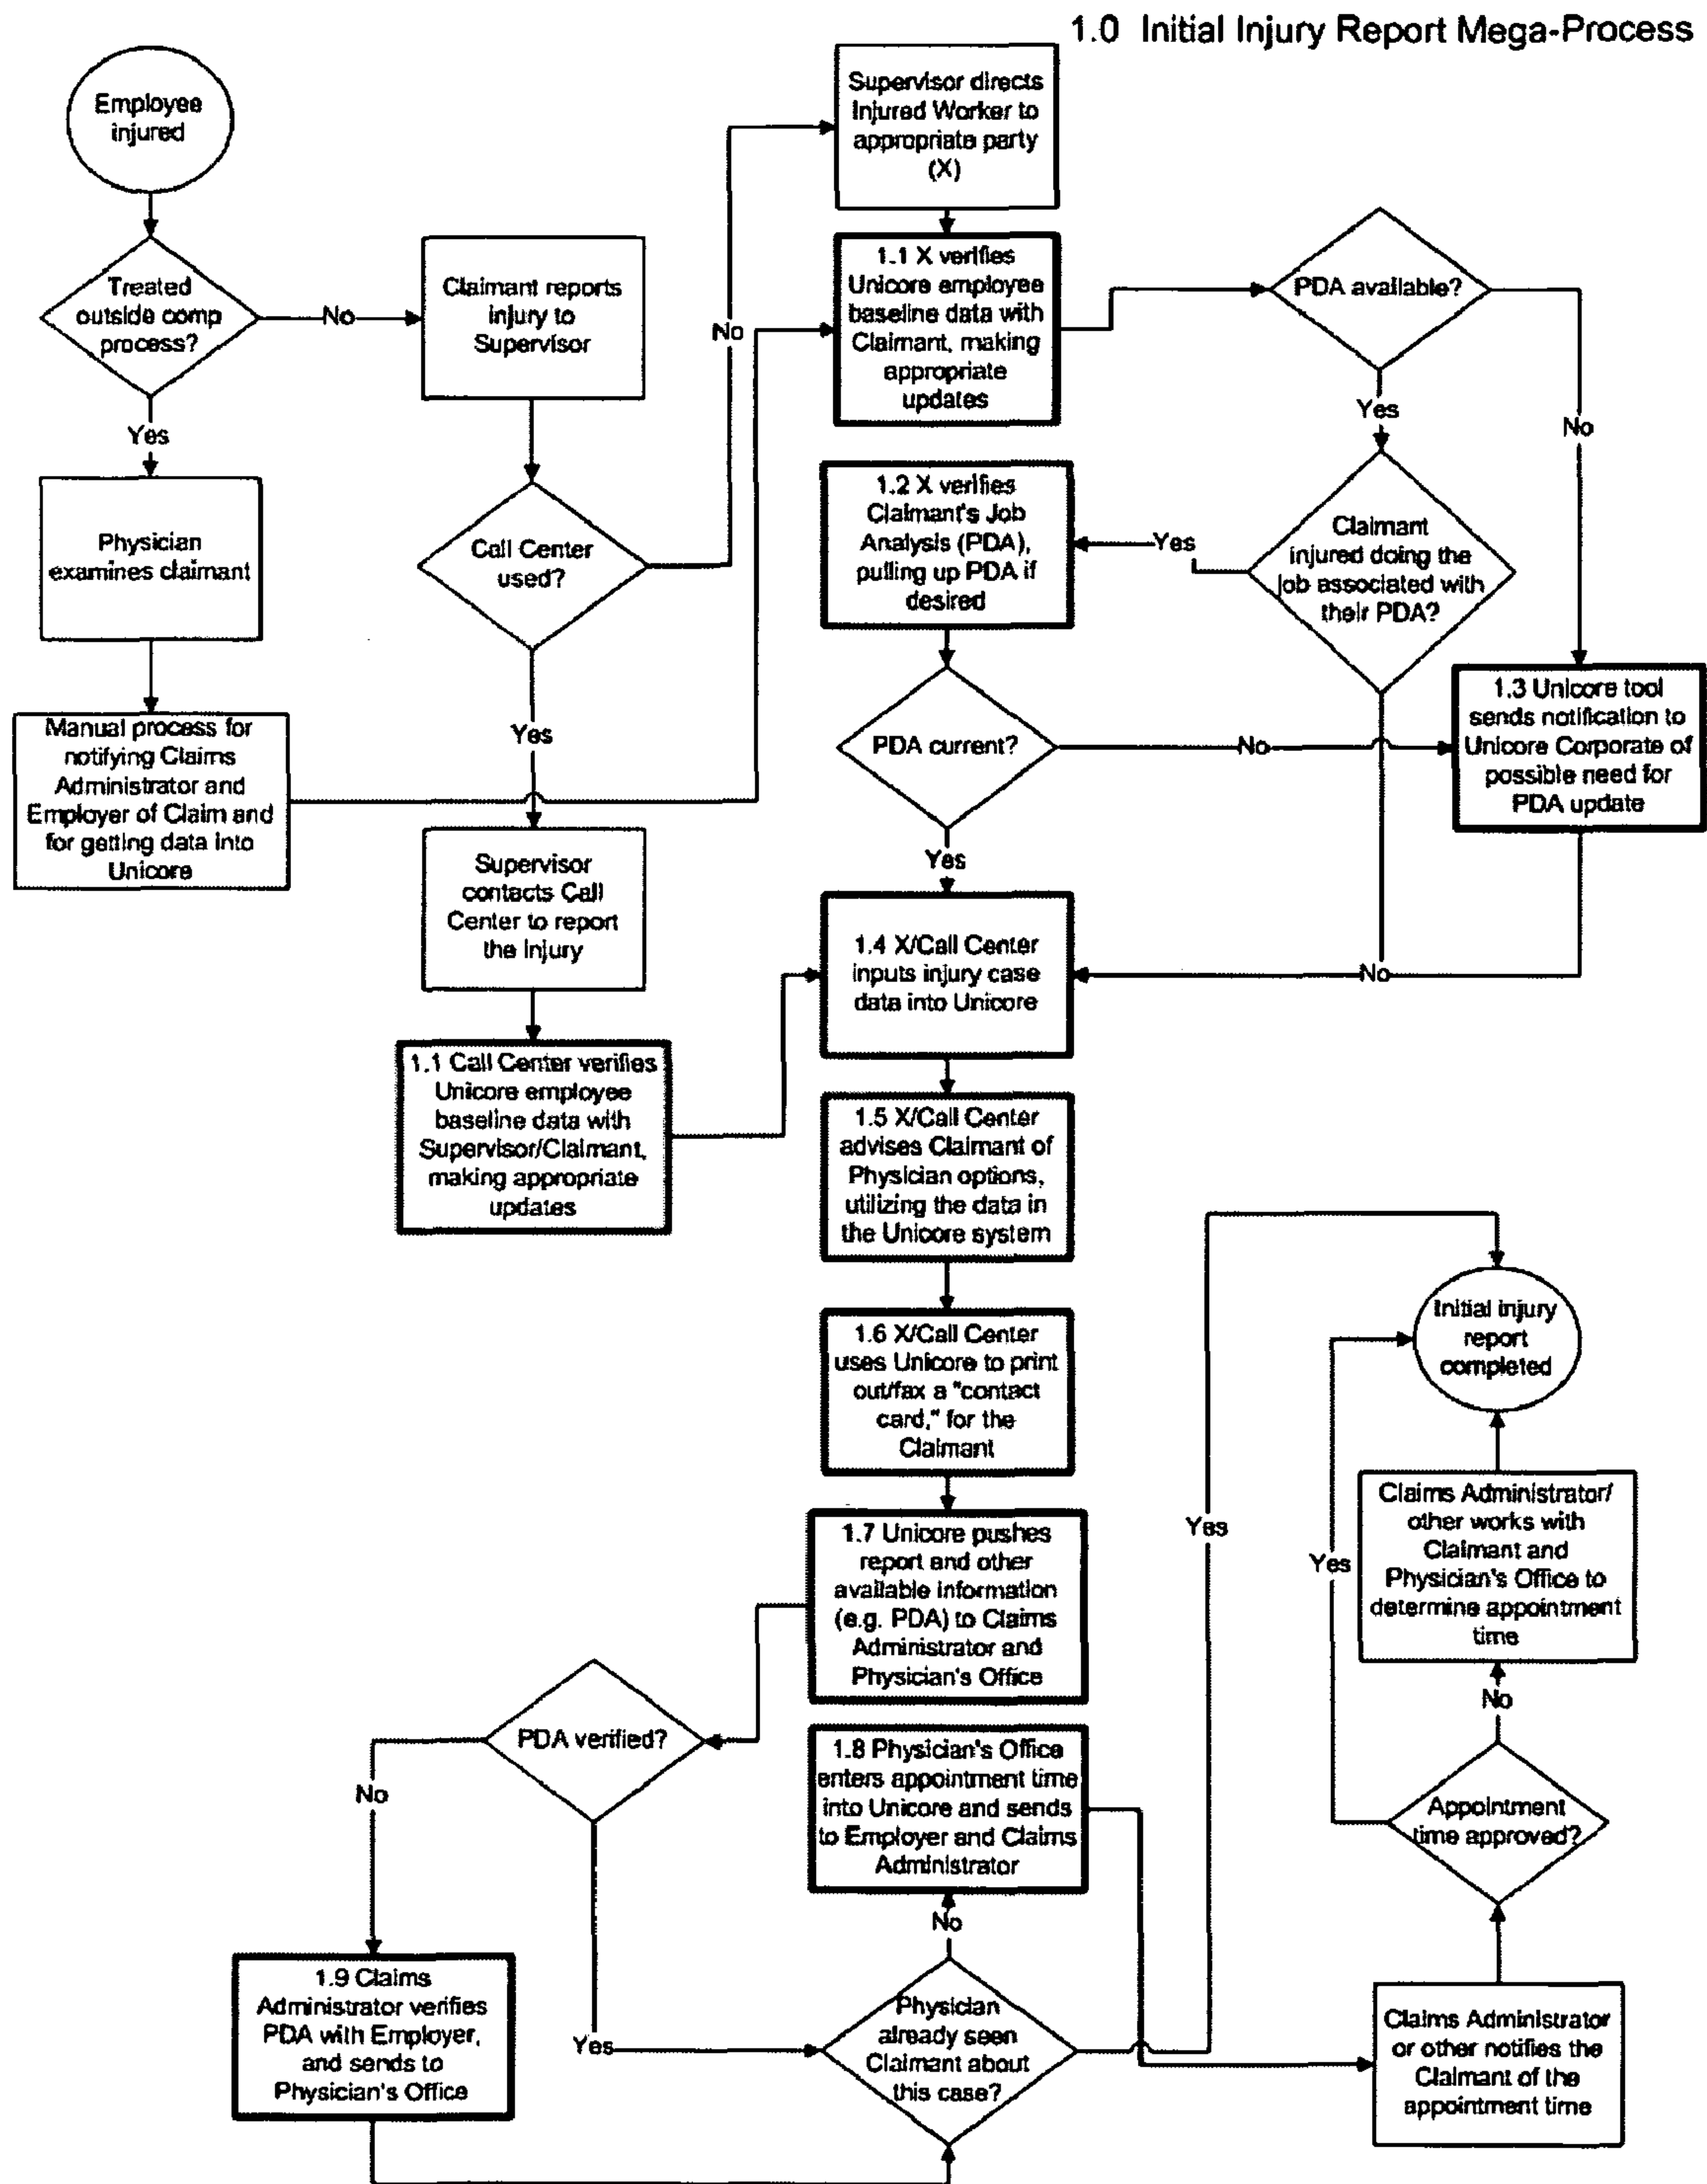 1.0 Initial Injury Report Mega-Process
Employee
injured
Treated
outside comp
process?
No
Yes
Claimant reports
injury to
Supervisor
Physician
examines claimant
Manual process for
notifying Claims
Administrator and
Employer of Claim and
for getting data into
Unicore
Call Center
used?
No
Yes
Supervisor
contacts Call
Center to report
the injury
1.1 Call Center verifies
Unicore employee
baseline data with
Supervisor/Claimant,
making appropriate
updates
Supervisor directs
Injured Worker to
appropriate party
(X)
1.1 X verifies
Unicore employee
baseline data with
Claimant, making
appropriate
updates
PDA available?
Yes
No
Claimant
injured doing the
job associated with
their PDA?
Yes
No
1.2 X verifies
Claimant's Job
Analysis (PDA),
pulling up PDA if
desired
PDA current?
No
Yes
1.3 Unicore tool
sends notification to
Unicore Corporate of
possible need for
PDA update
1.4 X/Call Center
inputs injury case
data into Unicore
1.5 X/Call Center
advises Claimant of
Physician options,
utilizing the data in
the Unicore system
1.6 X/Call Center
uses Unicore to print
out/fax a "contact
card," for the
Claimant
1.7 Unicore pushes
report and other
available information
(e.g. PDA) to Claims
Administrator and
Physician's Office
PDA verified?
No
Yes
1.9 Claims
Administrator verifies
PDA with Employer,
and sends to
Physician's Office
Physician
already seen
Claimant about
this case?
No
Yes
1.8 Physician's Office
enters appointment time
into Unicore and sends
to Employer and Claims
Administrator
Claims Administrator
or other notifies the
Claimant of the
appointment time
Appointment
time approved?
No
Yes
Claims Administrator/
other works with
Claimant and
Physician's Office to
determine appointment
time
Initial injury
report
completed